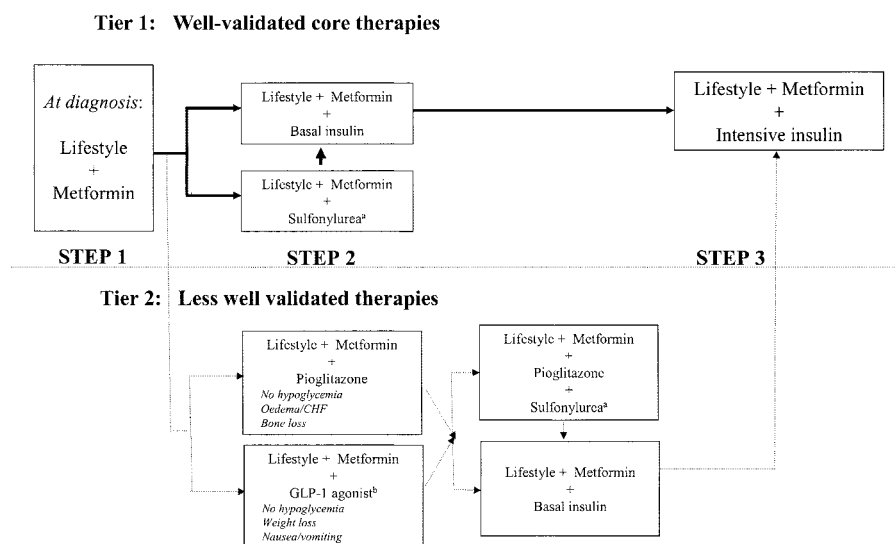 Tier 1: Well-validated core therapies
At diagnosis:
Lifestyle
+
Metformin
Lifestyle + Metformin
+
Basal insulin
Lifestyle + Metformin
+
Sulfonylureaᵃ
Lifestyle + Metformin
+
Intensive insulin
STEP 1
STEP 2
STEP 3
Tier 2: Less well validated therapies
Lifestyle + Metformin
+
Pioglitazone
No hypoglycemia
Oedema/CHF
Bone loss
Lifestyle + Metformin
+
GLP-1 agonistᵇ
No hypoglycemia
Weight loss
Nausea/vomiting
Lifestyle + Metformin
+
Pioglitazone
+
Sulfonylureaᵃ
Lifestyle + Metformin
+
Basal insulin